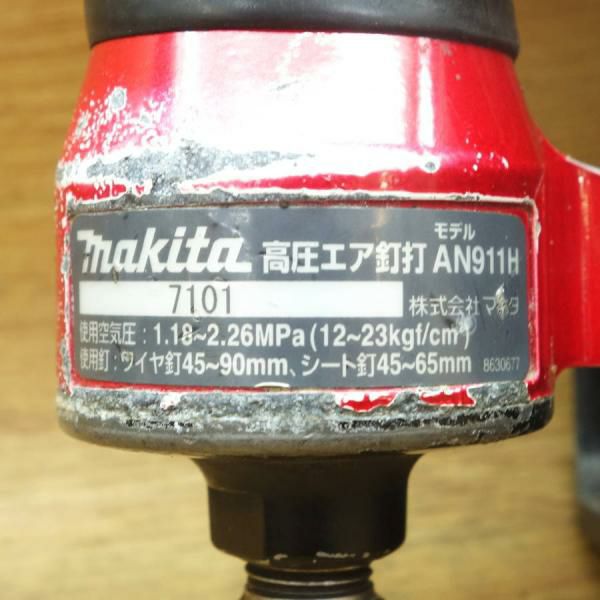 makita 高圧エア釘打 モデル AN911H
7101 株式会社マキタ
使用空気圧：1.18~2.26MPa(12~23kgf/cm²)
使用釘：ワイヤ釘45~90mm、シート釘45~65mm 8630677